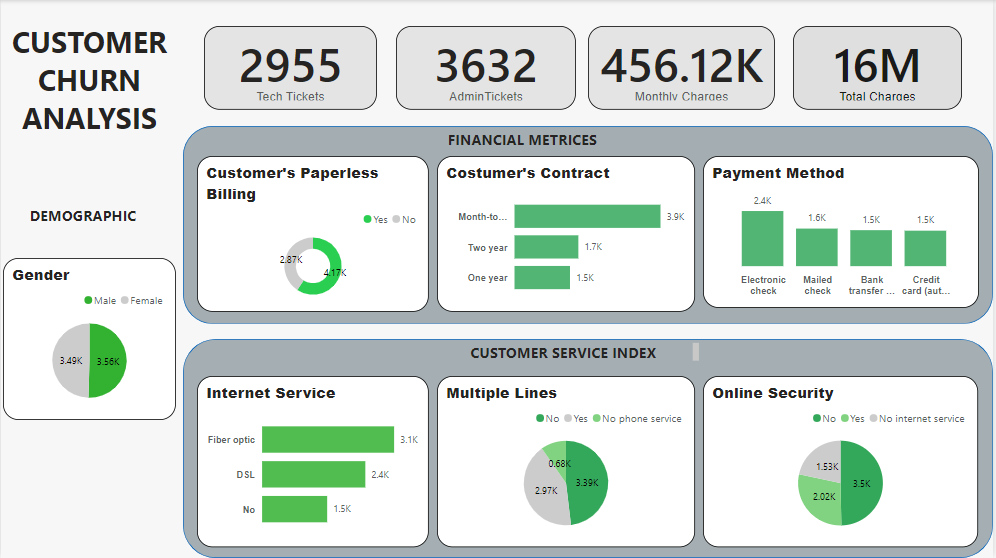 CUSTOMER
CHURN
ANALYSIS
2955
Tech Tickets
3632
AdminTickets
456.12K
Monthly Charges
16M
Total Charges
DEMOGRAPHIC
Gender
Male Female
3.49K
3.56K
FINANCIAL METRICES
Customer's Paperless
Billing
Yes No
2.87K
4.17K
Costumer's Contract
Month-to... 3.9K
Two year 1.7K
One year 1.5K
Payment Method
2.4K
1.6K
1.5K
1.5K
Electronic
check
Mailed
check
Bank
transfer ...
Credit
card (aut...
CUSTOMER SERVICE INDEX
Internet Service
Fiber optic 3.1K
DSL 2.4K
No 1.5K
Multiple Lines
No Yes No phone service
0.68K
3.39K
2.97K
Online Security
No Yes No internet service
1.53K
3.5K
2.02K